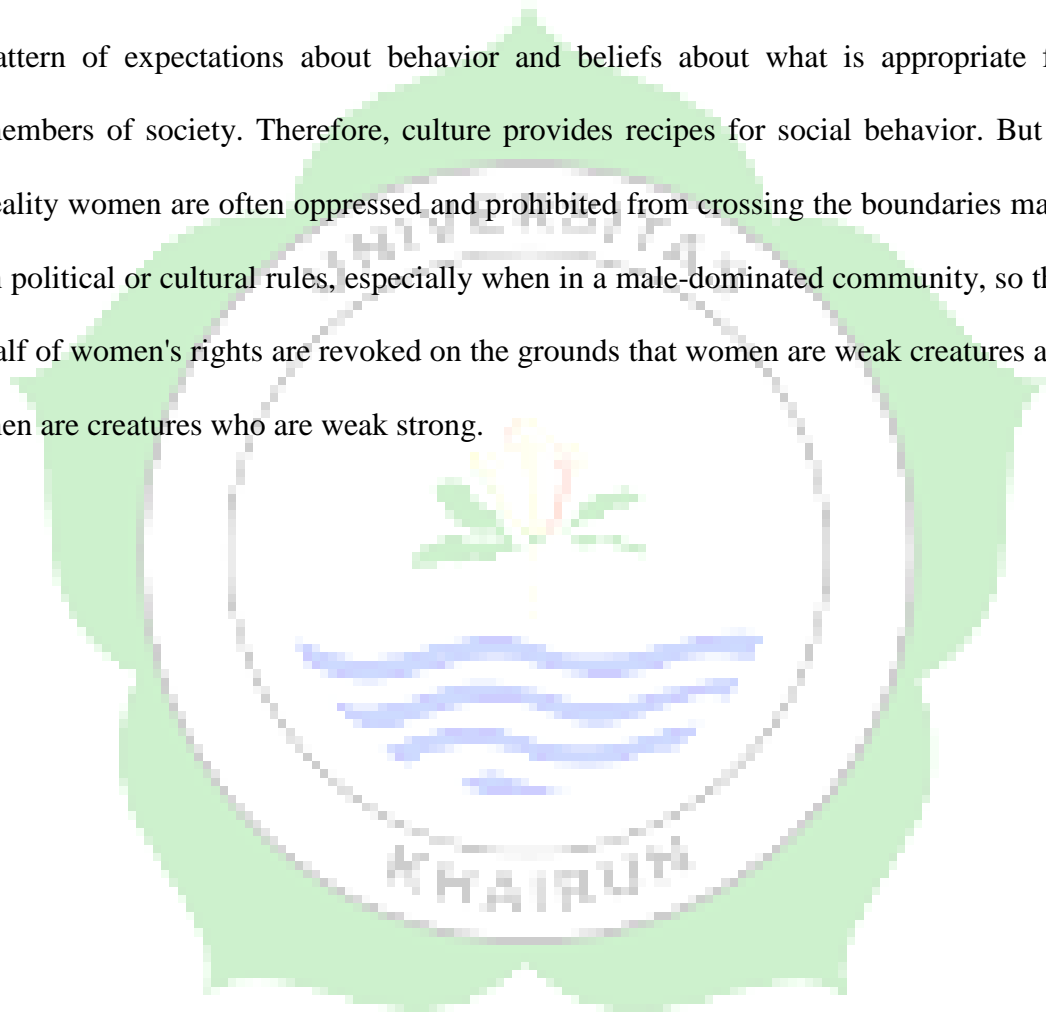 attern of expectations about behavior and beliefs about what is appropriate f
nembers of society. Therefore, culture provides recipes for social behavior. But
eality women are often oppressed and prohibited from crossing the boundaries ma
n political or cultural rules, especially when in a male-dominated community, so th
alf of women's rights are revoked on the grounds that women are weak creatures a
nen are creatures who are weak strong.
UNIVERSITAS
KHAIRUN